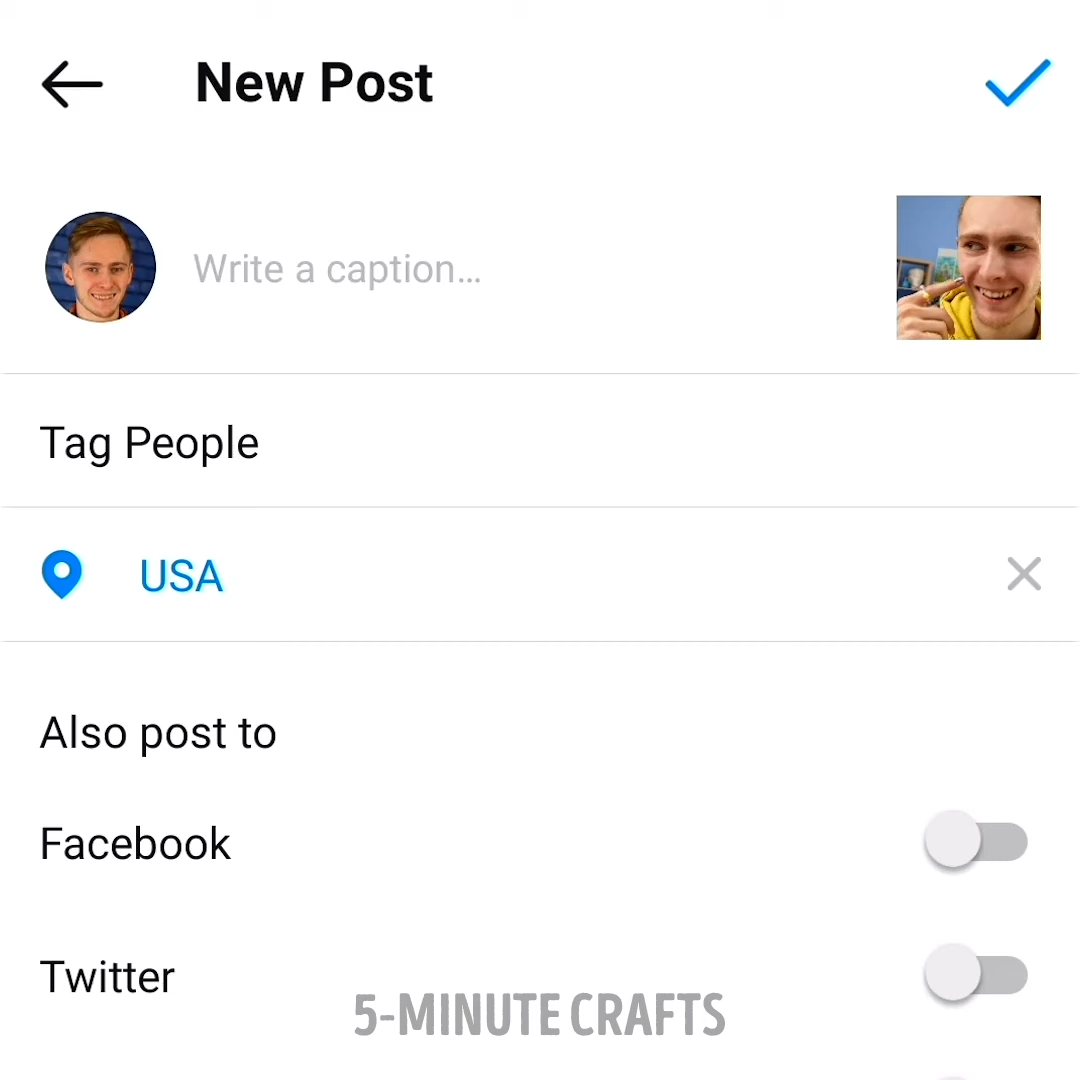 New Post
Write a caption...
Tag People
USA
Also post to
Facebook
Twitter
5-MINUTE CRAFTS